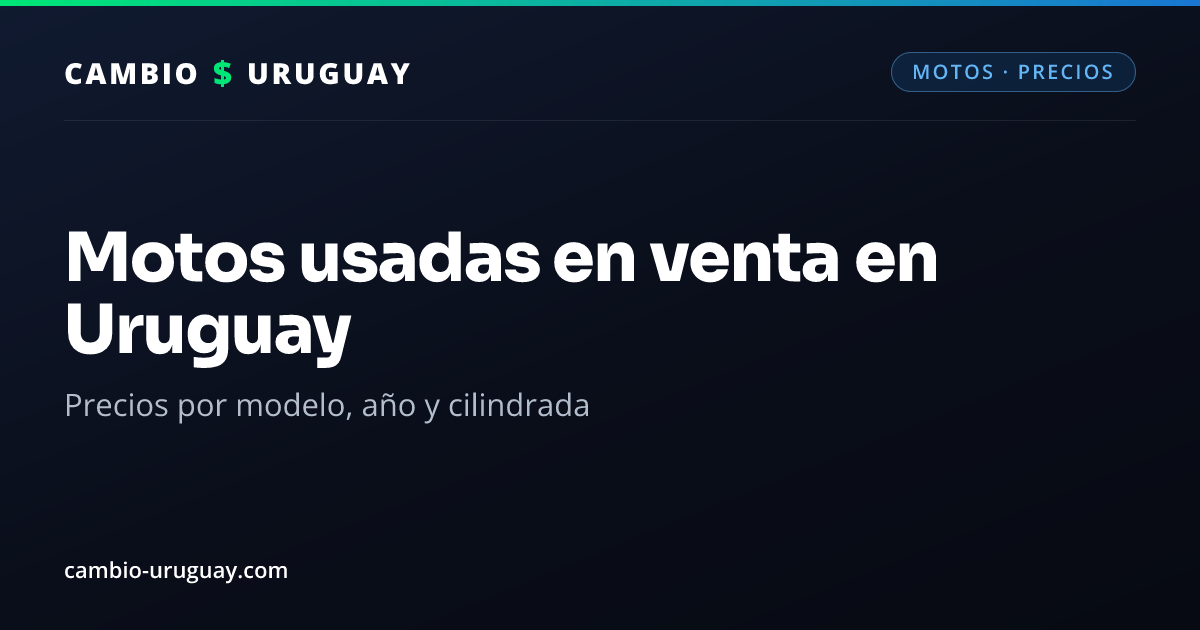 CAMBIO $ URUGUAY
MOTOS · PRECIOS
Motos usadas en venta en
Uruguay
Precios por modelo, año y cilindrada
cambio-uruguay.com